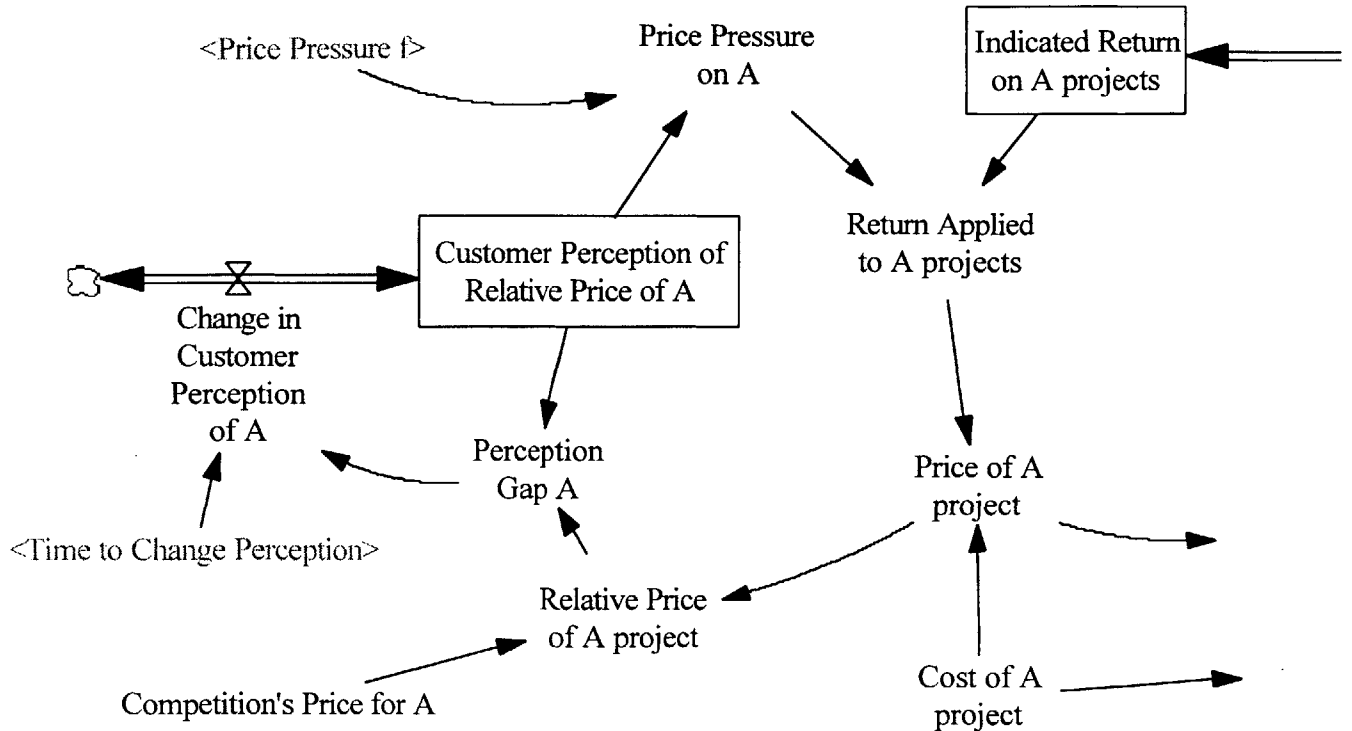 <Price Pressure f>
Price Pressure
on A
Indicated Return
on A projects
Customer Perception of
Relative Price of A
Return Applied
to A projects
Change in
Customer
Perception
of A
Perception
Gap A
Price of A
project
<Time to Change Perception>
Relative Price
of A project
Competition's Price for A
Cost of A
project